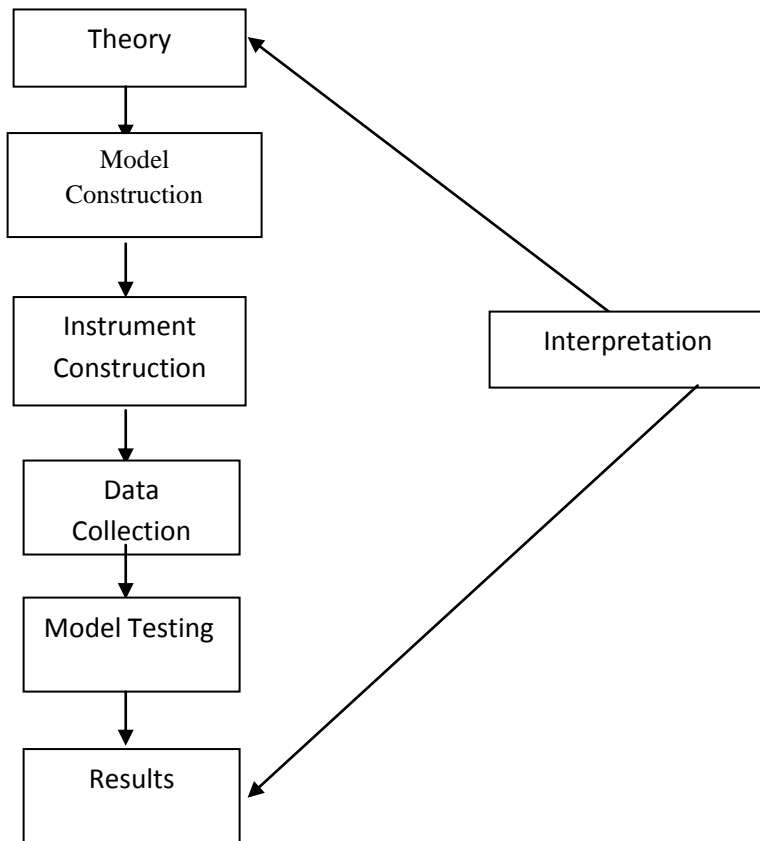 Theory
Model
Construction
Instrument
Construction
Interpretation
Data
Collection
Model Testing
Results